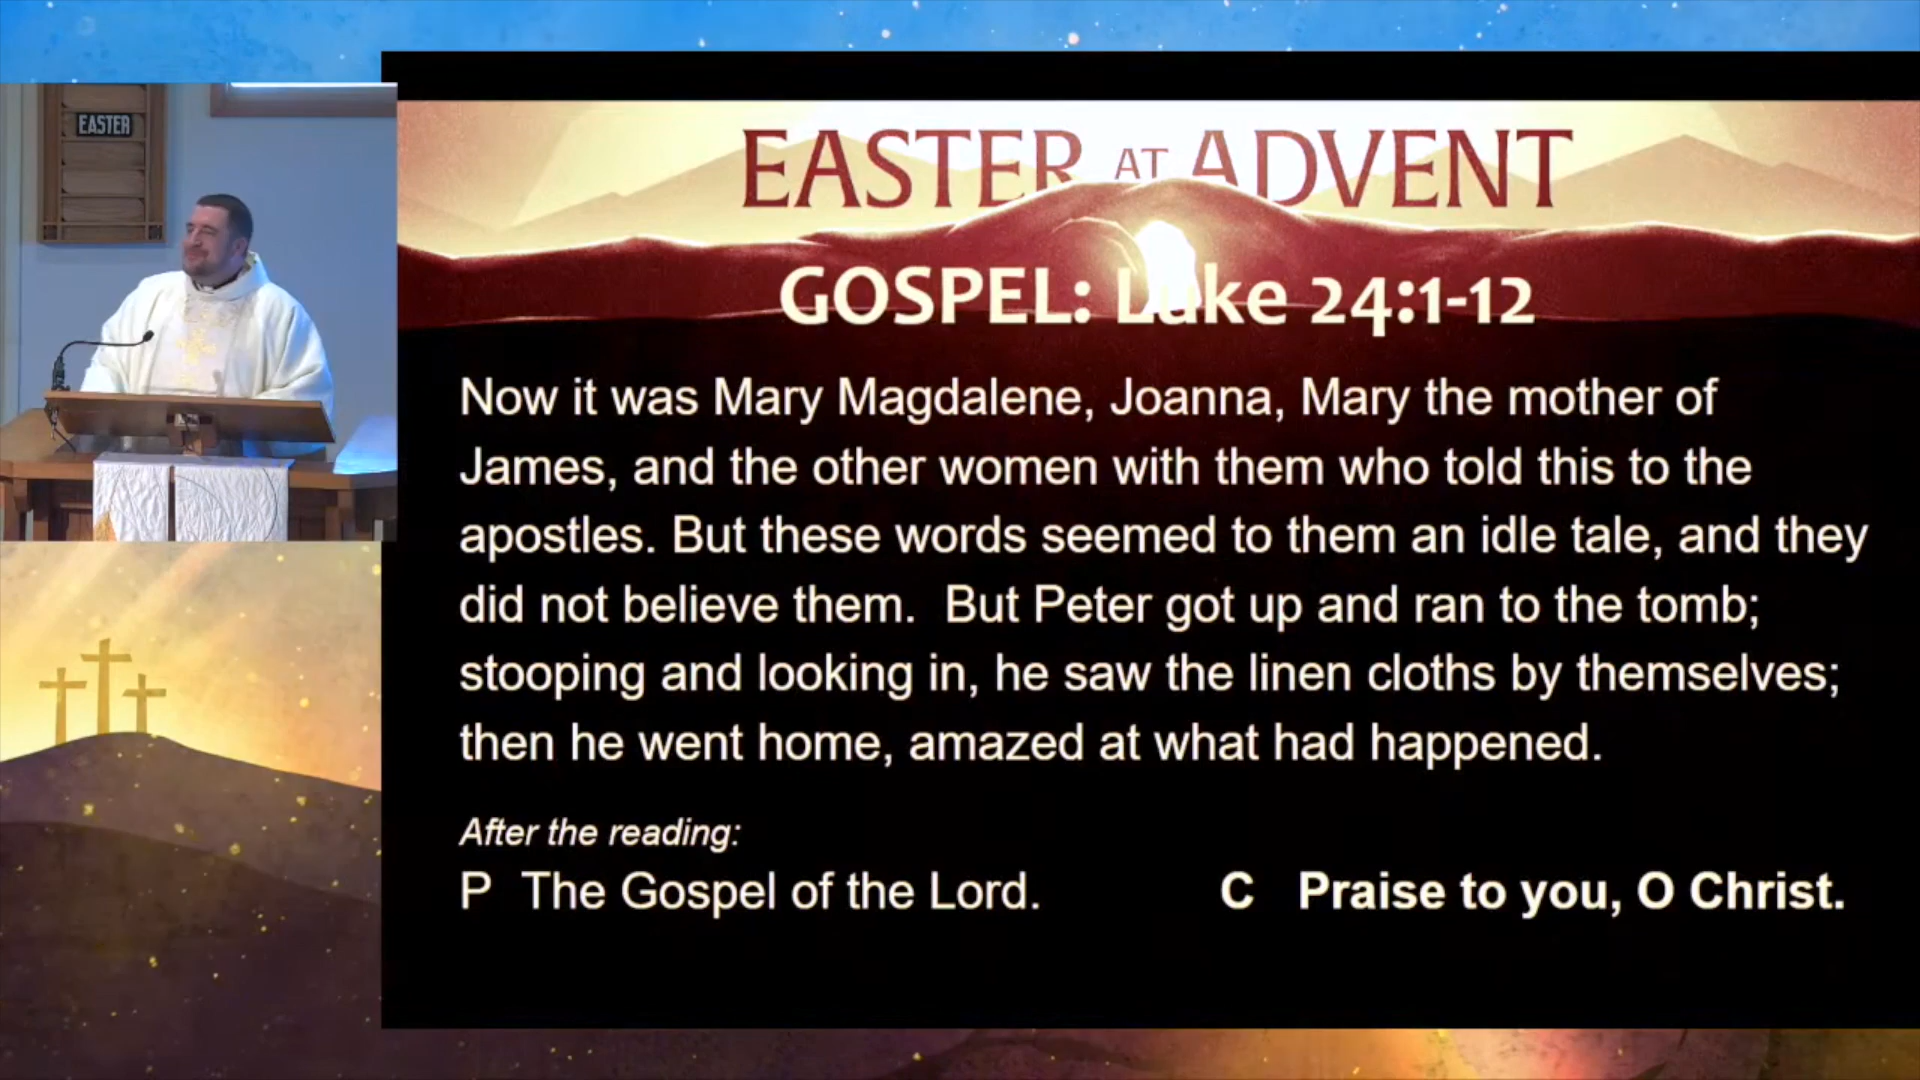 EASTER
EASTER AT ADVENT
GOSPEL: Luke 24:1-12
Now it was Mary Magdalene, Joanna, Mary the mother of
James, and the other women with them who told this to the
apostles. But these words seemed to them an idle tale, and they
did not believe them.  But Peter got up and ran to the tomb;
stooping and looking in, he saw the linen cloths by themselves;
then he went home, amazed at what had happened.
After the reading:
P  The Gospel of the Lord.    C  Praise to you, O Christ.